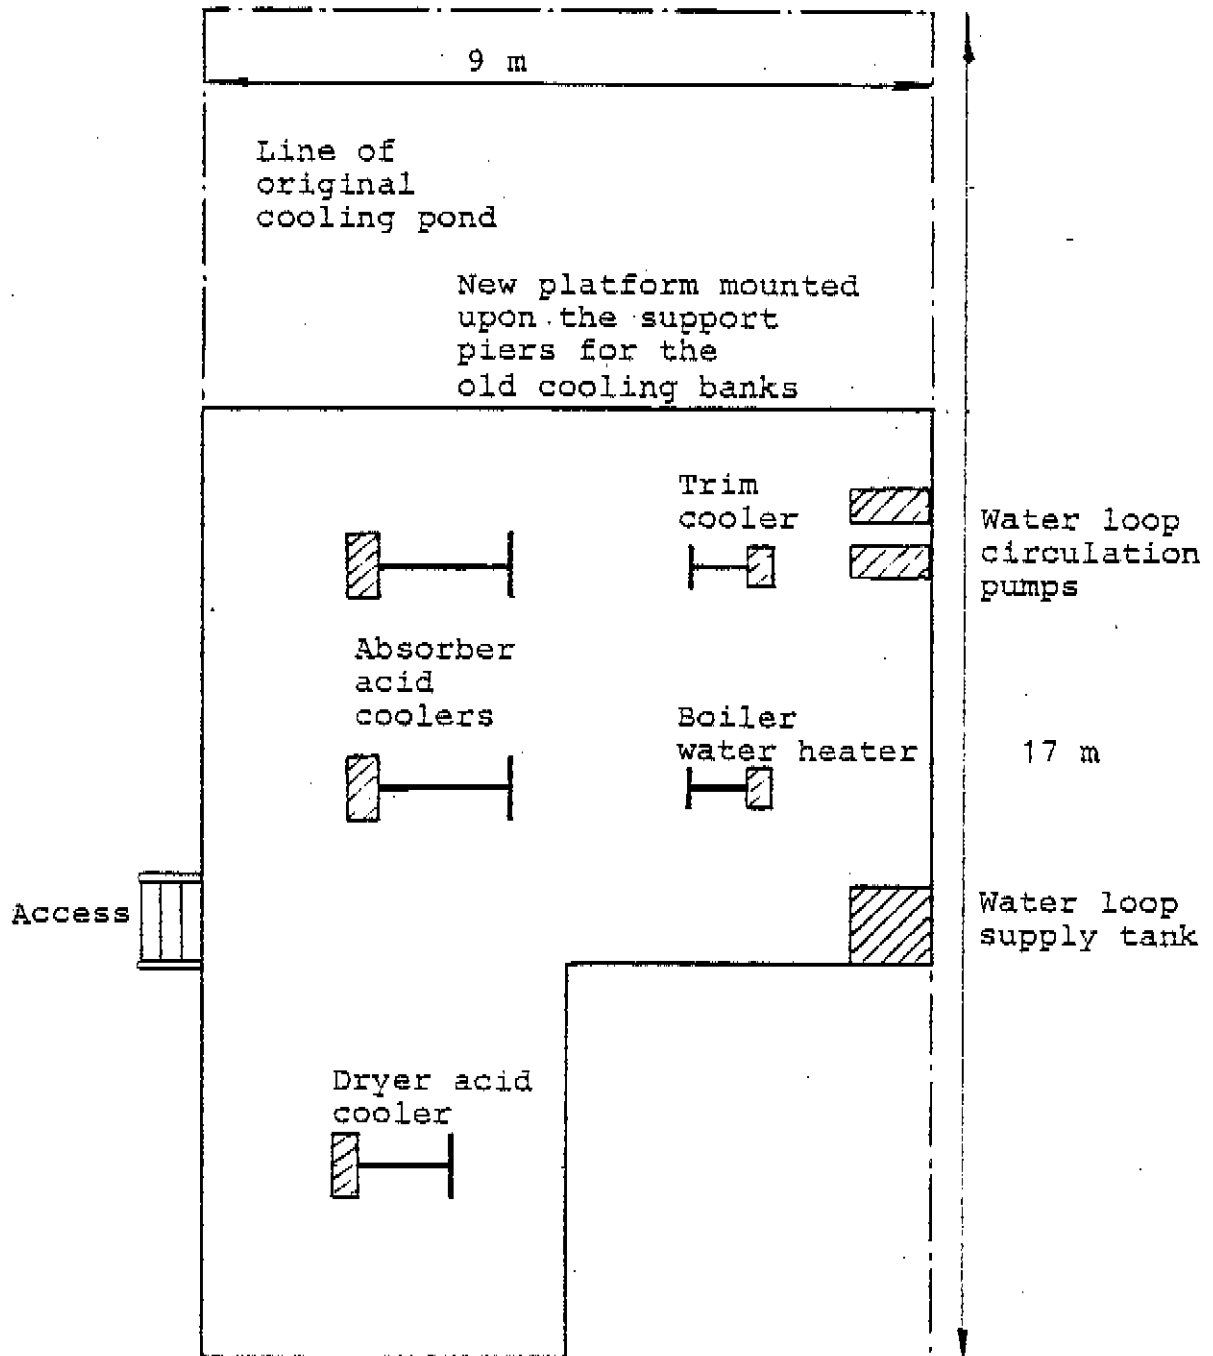 9 m
Line of
original
cooling pond
New platform mounted
upon the support
piers for the
old cooling banks
Trim
cooler
Water loop
circulation
pumps
Absorber
acid
coolers
Boiler
water heater
17 m
Access
Water loop
supply tank
Dryer acid
cooler